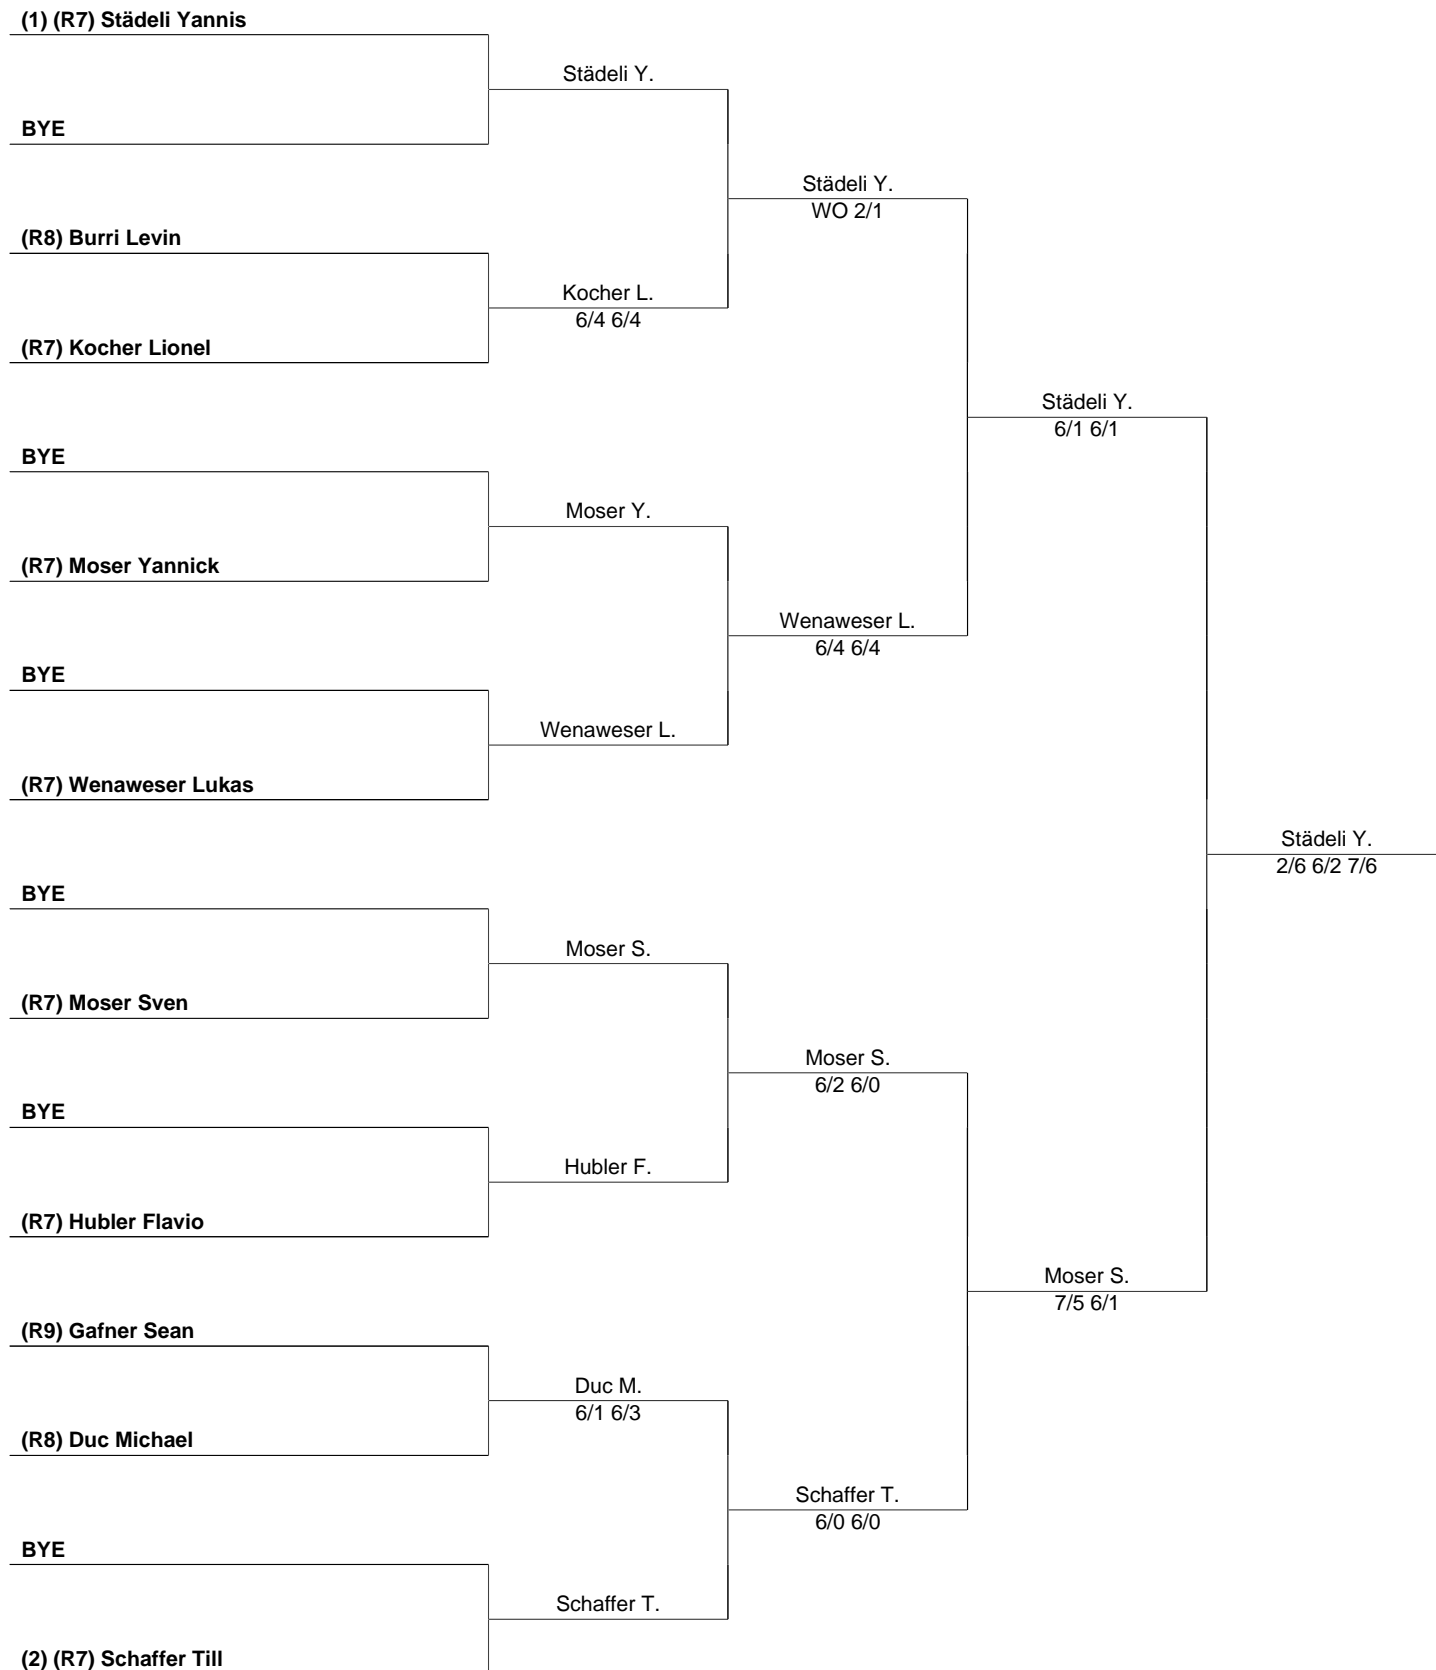 (1) (R7) Städeli Yannis
Städeli Y.
BYE
Städeli Y.
WO 2/1
(R8) Burri Levin
Kocher L.
6/4 6/4
(R7) Kocher Lionel
Städeli Y.
6/1 6/1
BYE
Moser Y.
(R7) Moser Yannick
Wenaweser L.
6/4 6/4
BYE
Wenaweser L.
(R7) Wenaweser Lukas
Städeli Y.
2/6 6/2 7/6
BYE
Moser S.
(R7) Moser Sven
Moser S.
6/2 6/0
BYE
Hubler F.
(R7) Hubler Flavio
Moser S.
7/5 6/1
(R9) Gafner Sean
Duc M.
6/1 6/3
(R8) Duc Michael
Schaffer T.
6/0 6/0
BYE
Schaffer T.
(2) (R7) Schaffer Till